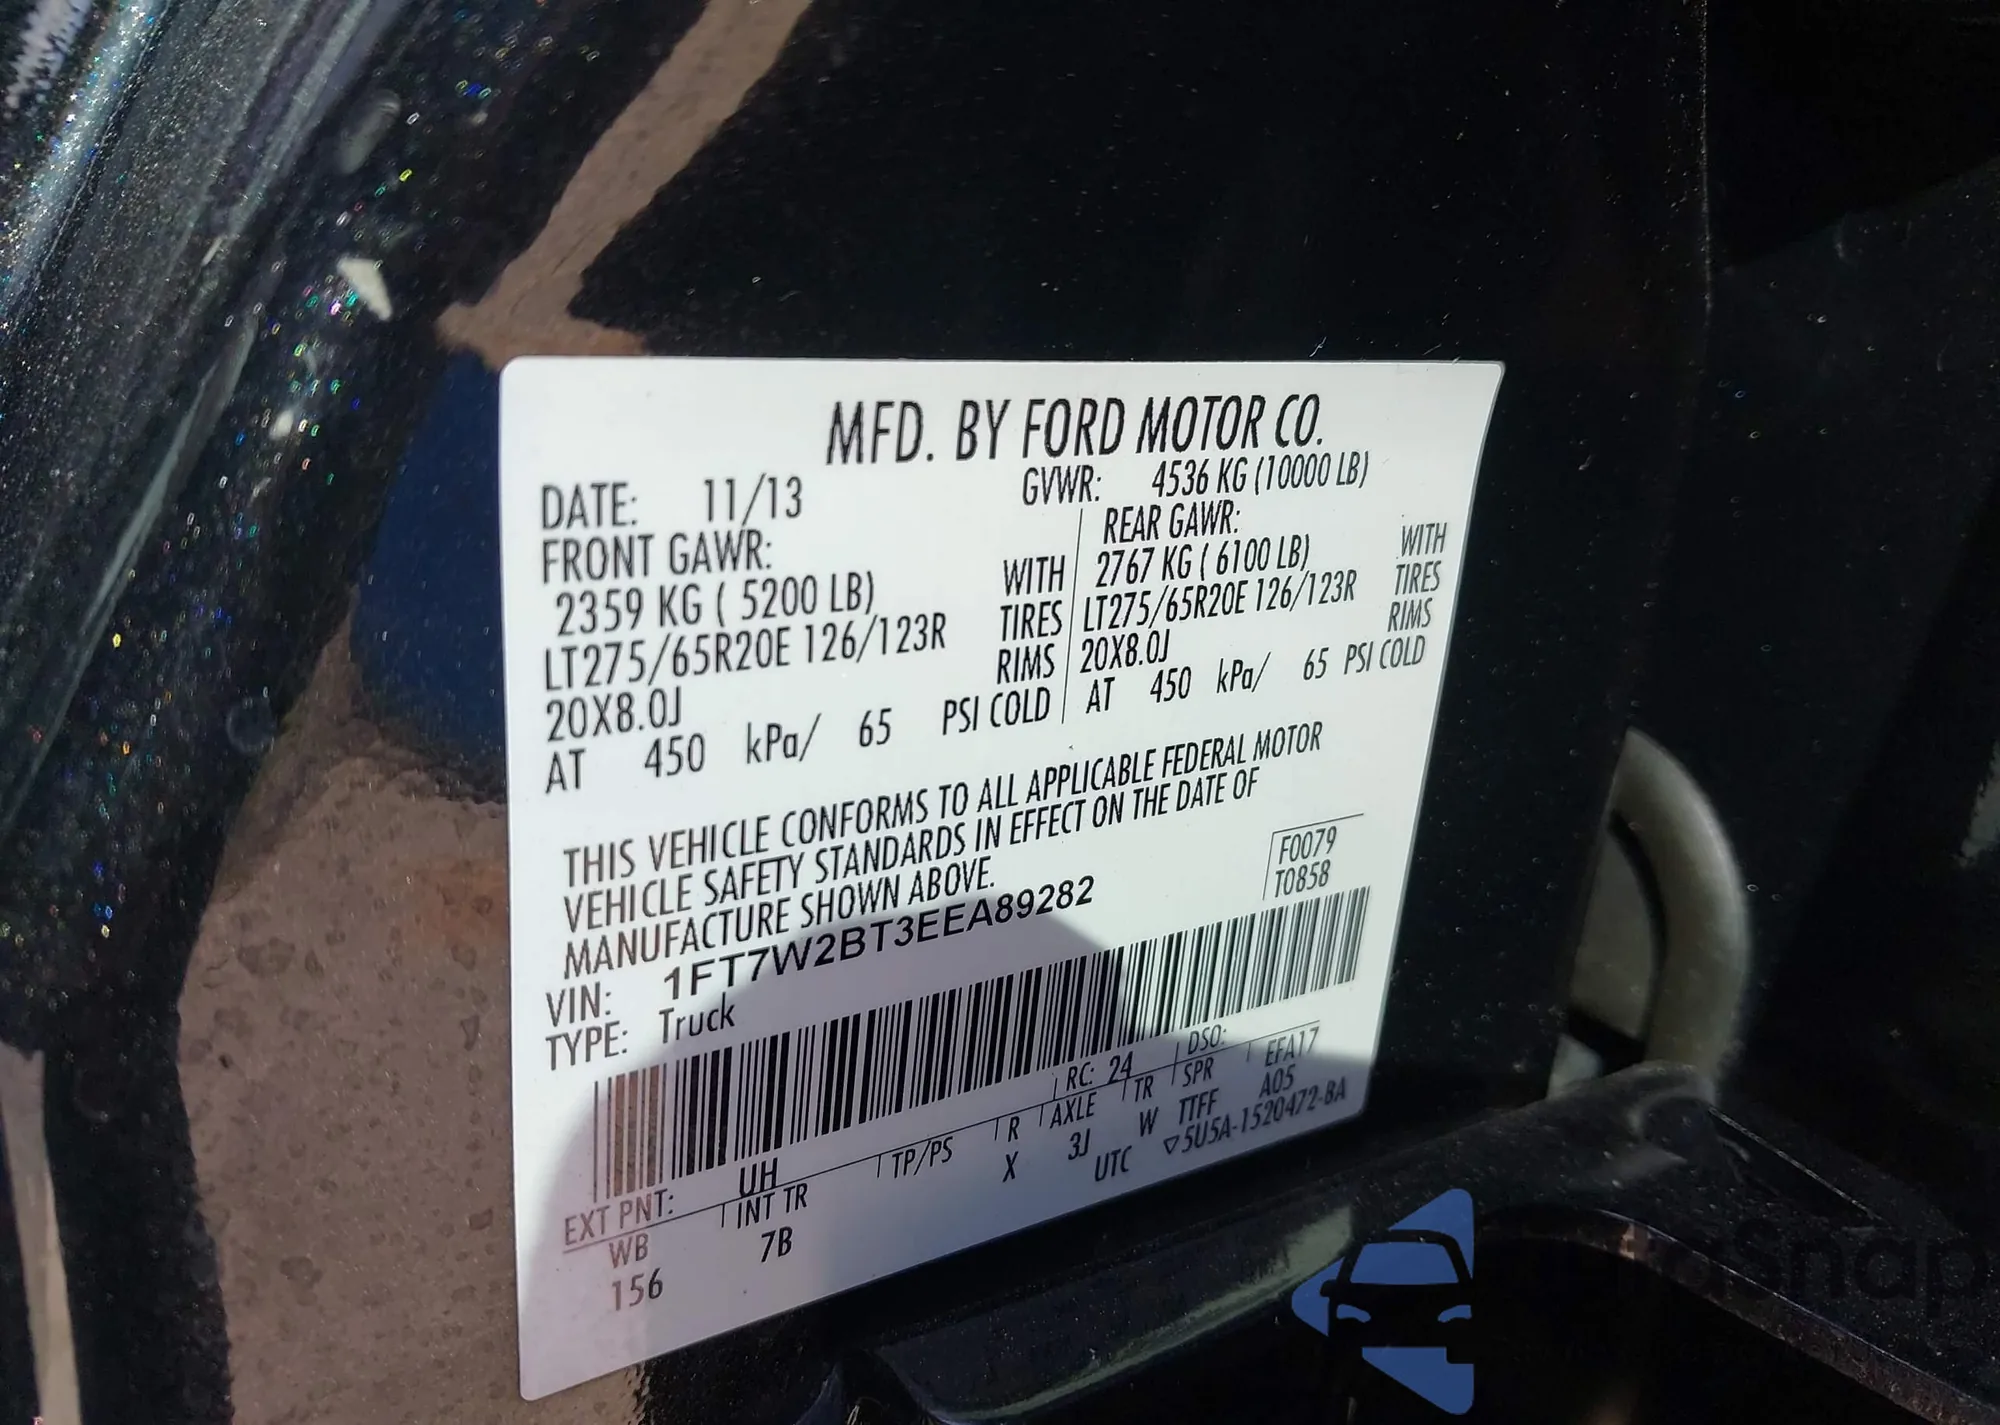 MFD. BY FORD MOTOR CO.
DATE: 11/13 GVWR: 4536 KG (10000 LB)
FRONT GAWR: REAR GAWR:
2359 KG ( 5200 LB) WITH 2767 KG ( 6100 LB) WITH
LT275/65R20E 126/123R TIRES LT275/65R20E 126/123R TIRES
20X8.0J RIMS 20X8.0J RIMS
AT 450 kPa/ 65 PSI COLD AT 450 kPa/ 65 PSI COLD
THIS VEHICLE CONFORMS TO ALL APPLICABLE FEDERAL MOTOR
VEHICLE SAFETY STANDARDS IN EFFECT ON THE DATE OF
MANUFACTURE SHOWN ABOVE.
F0079
T0858
VIN: 1FT7W2BT3EEA89282
TYPE: Truck
EXT PNT: UH RC: 24 DSO:
WB INT TR TP/PS R AXLE TR SPR EFA17
156 7B X 3J W TTFF A05
UTC ▽5U5A-1520472-BA